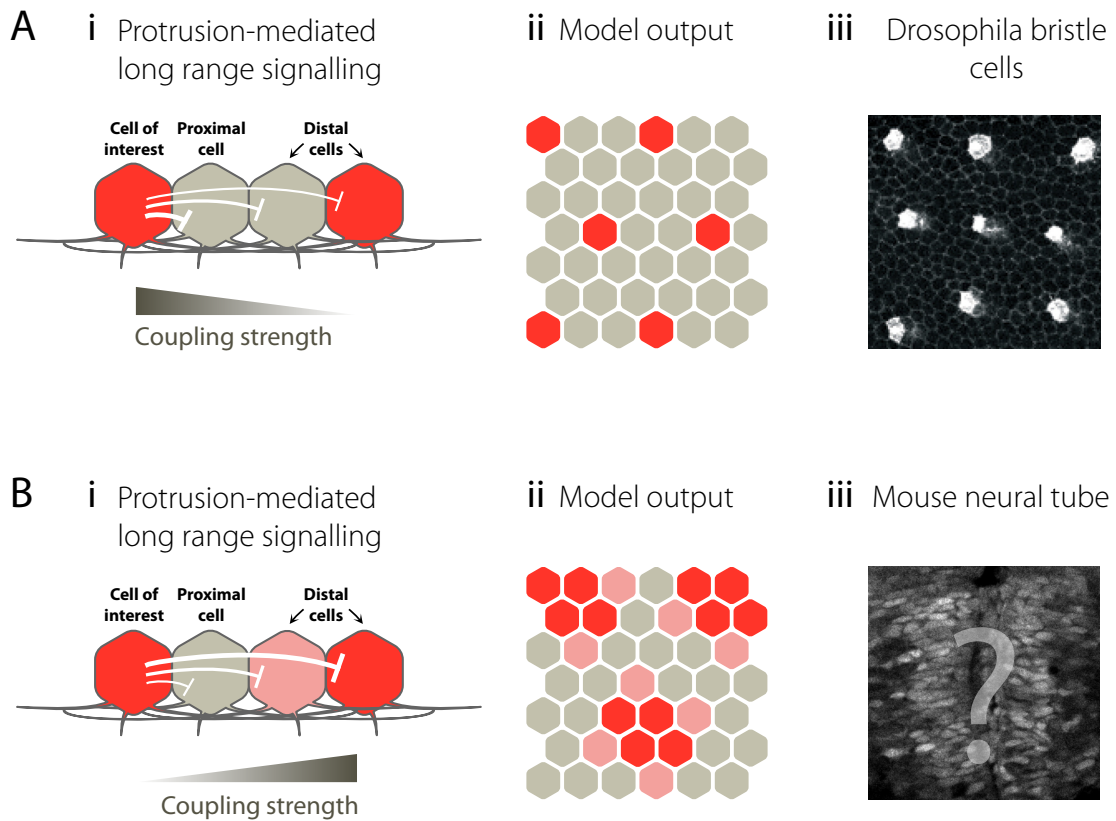 A
i Protrusion-mediated
long range signalling
ii Model output
iii Drosophila bristle
cells
Cell of
interest
Proximal
cell
Distal
cells
Coupling strength
B
i Protrusion-mediated
long range signalling
ii Model output
iii Mouse neural tube
Cell of
interest
Proximal
cell
Distal
cells
Coupling strength
?